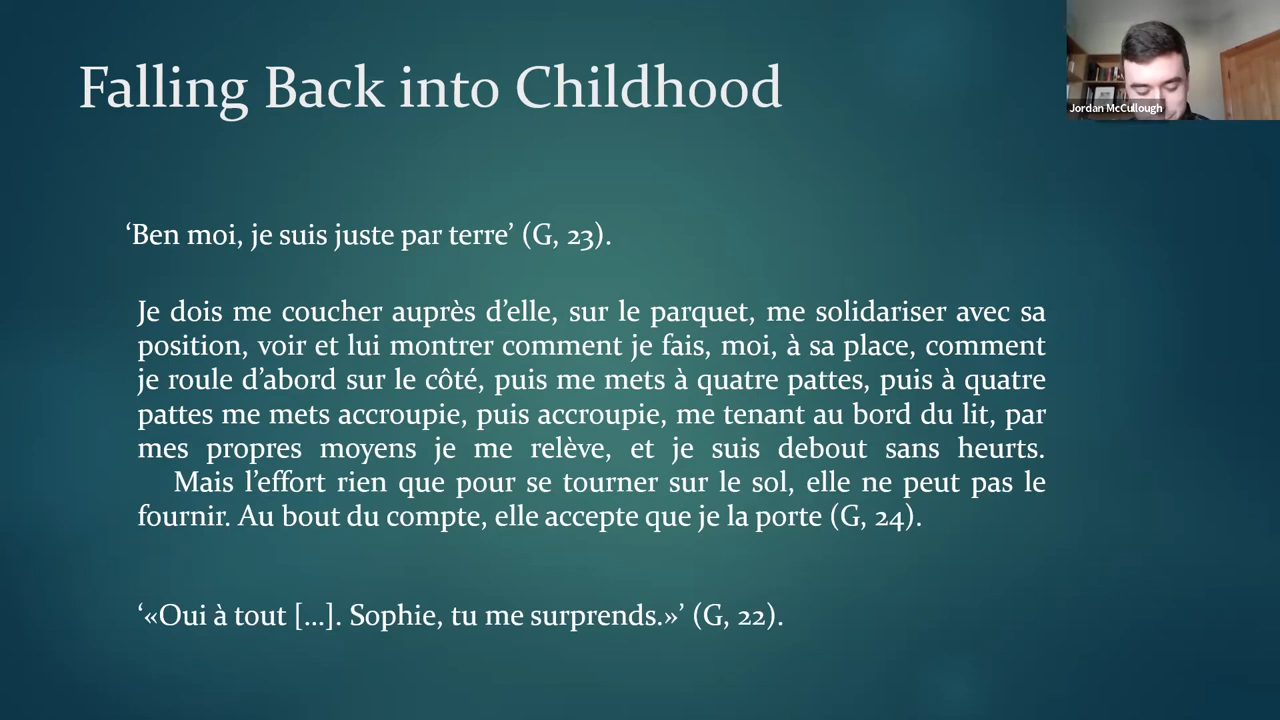 Falling Back into Childhood
Jordan McCullough
‘Ben moi, je suis juste par terre’ (G, 23).
Je dois me coucher auprès d’elle, sur le parquet, me solidariser avec sa
position, voir et lui montrer comment je fais, moi, à sa place, comment
je roule d’abord sur le côté, puis me mets à quatre pattes, puis à quatre
pattes me mets accroupie, puis accroupie, me tenant au bord du lit, par
mes propres moyens je me relève, et je suis debout sans heurts.
Mais l’effort rien que pour se tourner sur le sol, elle ne peut pas le
fournir. Au bout du compte, elle accepte que je la porte (G, 24).
‘«Oui à tout [...]. Sophie, tu me surprends.»’ (G, 22).